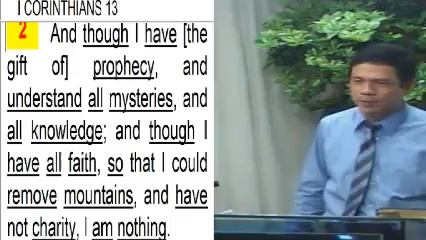 I CORINTHIANS 13
2 And though I have [the
gift of] prophecy, and
understand all mysteries, and
all knowledge; and though I
have all faith, so that I could
remove mountains, and have
not charity, I am nothing.